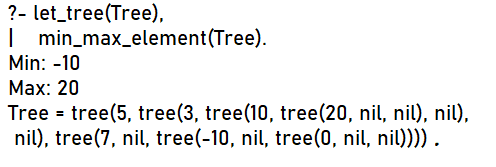 ?- let_tree(Tree),
|    min_max_element(Tree).
Min: -10
Max: 20
Tree = tree(5, tree(3, tree(10, tree(20, nil, nil), nil),
 nil), tree(7, nil, tree(-10, nil, tree(0, nil, nil)))) .